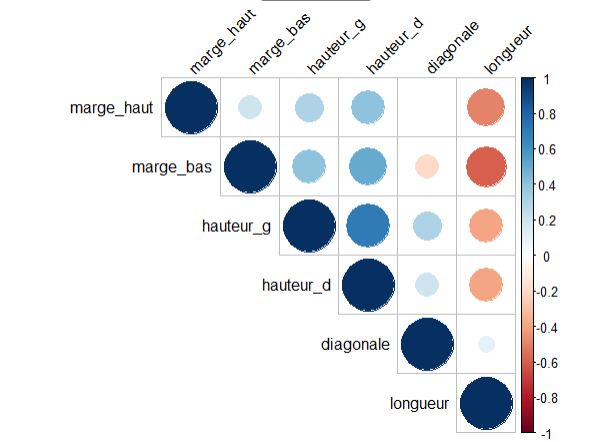 marge_haut
marge_bas
hauteur_g
hauteur_d
diagonale
longueur
marge_haut
marge_bas
hauteur_g
hauteur_d
diagonale
longueur
1
0.8
0.6
0.4
0.2
0
-0.2
-0.4
-0.6
-0.8
-1